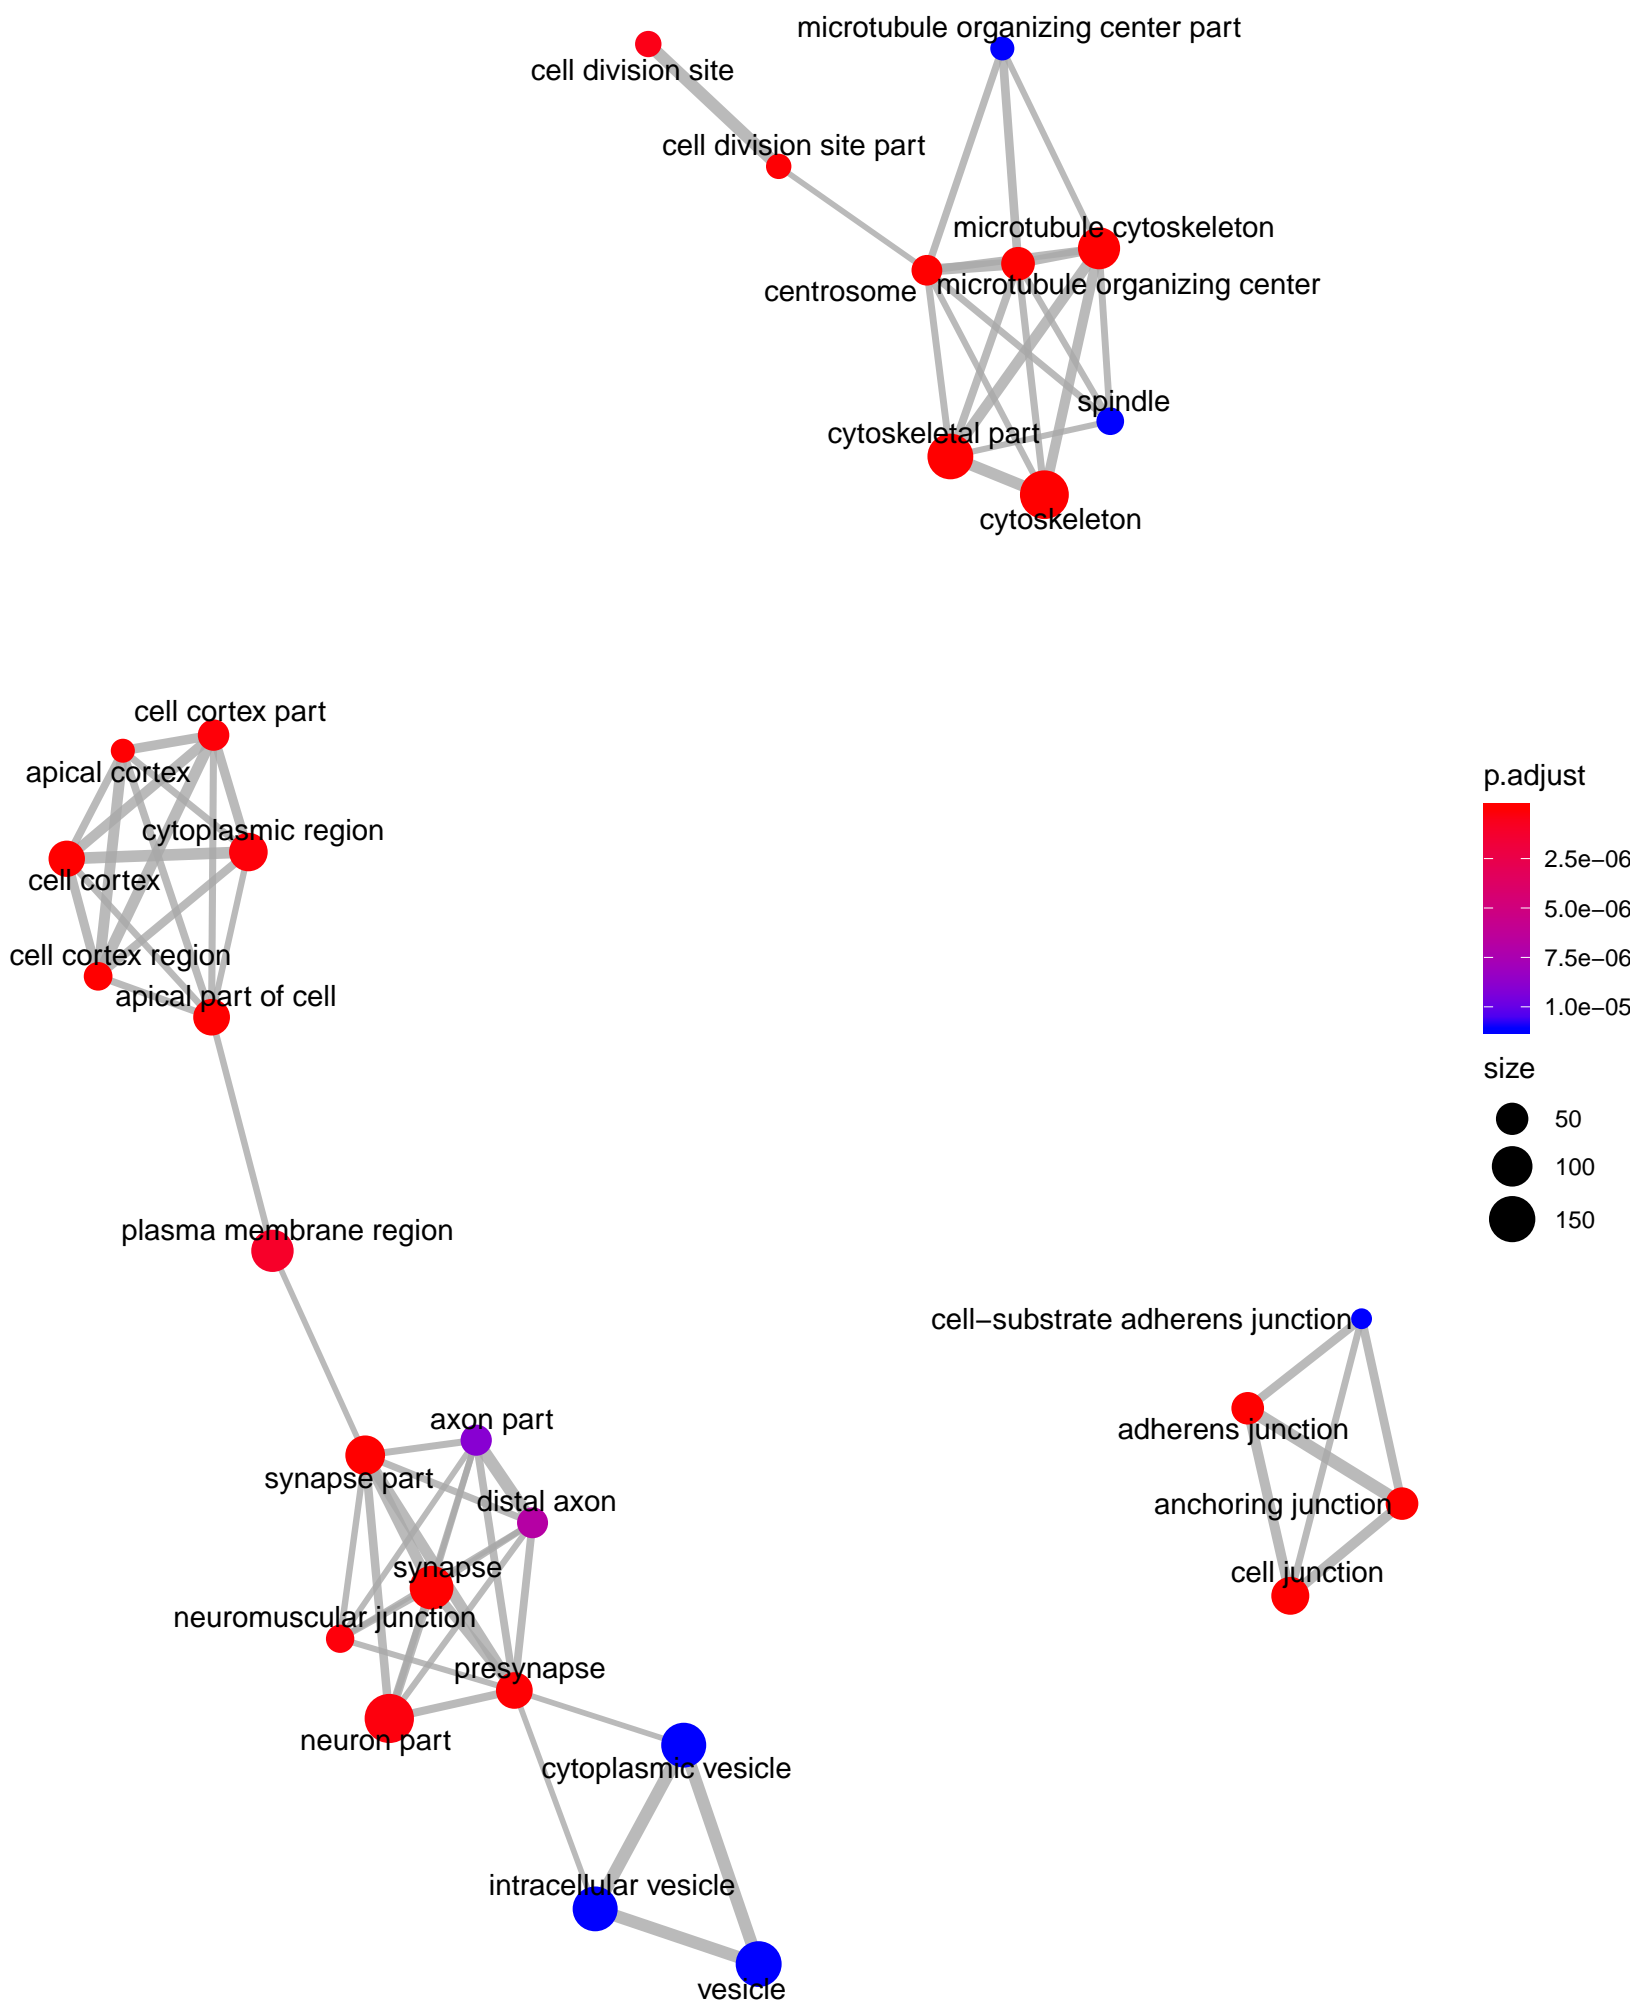 microtubule organizing center part
cell division site
cell division site part
microtubule cytoskeleton
centrosome
microtubule organizing center
spindle
cytoskeletal part
cytoskeleton
cell cortex part
apical cortex
cytoplasmic region
cell cortex
cell cortex region
apical part of cell
p.adjust
2.5e−06
5.0e−06
7.5e−06
1.0e−05
size
50
100
150
plasma membrane region
cell−substrate adherens junction
axon part
adherens junction
synapse part
distal axon
anchoring junction
synapse
cell junction
neuromuscular junction
presynapse
neuron part
cytoplasmic vesicle
intracellular vesicle
vesicle